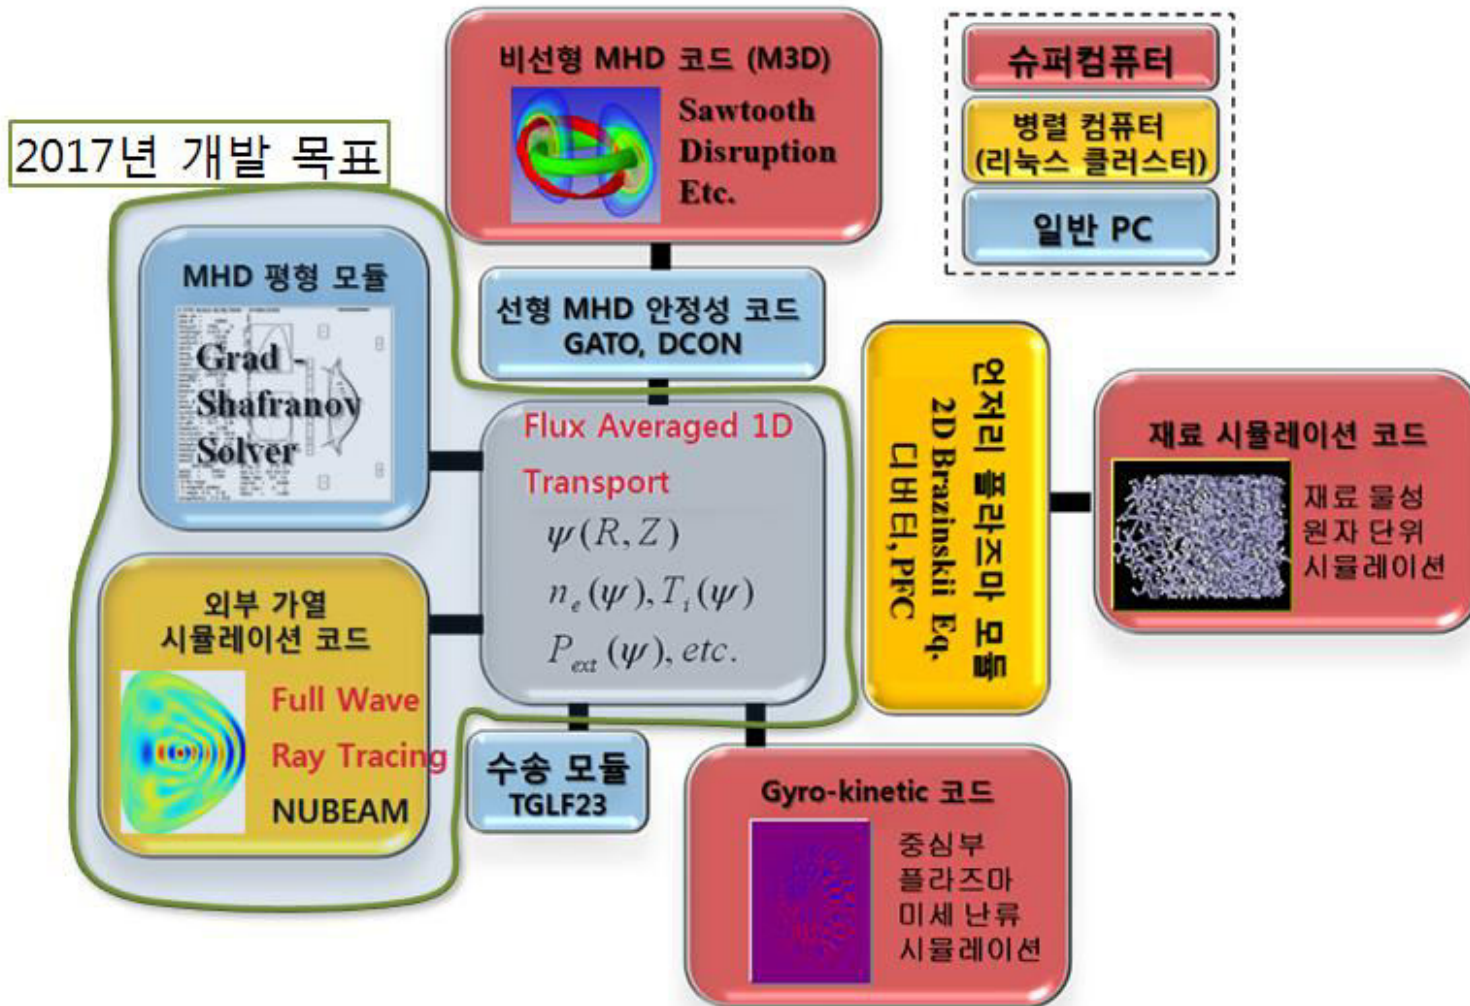 비선형 MHD 코드 (M3D)
Sawtooth
Disruption
Etc.
슈퍼컴퓨터
병렬 컴퓨터
(리눅스 클러스터)
일반 PC
2017년 개발 목표
MHD 평형 모듈
Grad -
Shafranov
Solver
선형 MHD 안정성 코드
GATO, DCON
Flux Averaged 1D
Transport
ψ(R, Z)
n_e(ψ), T_i(ψ)
P_ext(ψ), etc.
언저리 플라즈마 모듈
2D Brazinskii Eq.
디버터, PFC
재료 시뮬레이션 코드
재료 물성
원자 단위
시뮬레이션
외부 가열
시뮬레이션 코드
Full Wave
Ray Tracing
NUBEAM
수송 모듈
TGLF23
Gyro-kinetic 코드
중심부
플라즈마
미세 난류
시뮬레이션